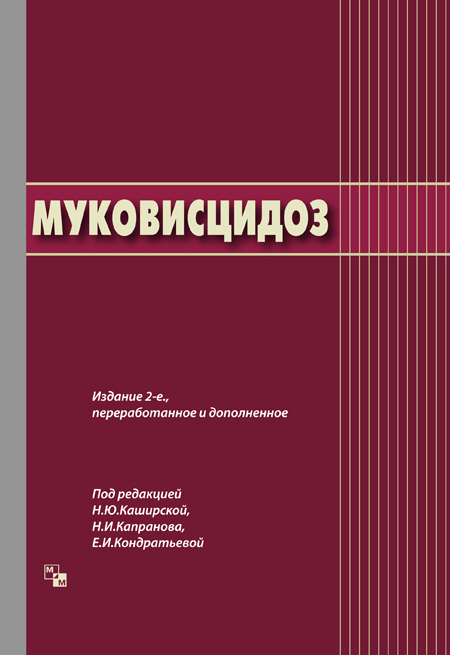 МУКОВИСЦИДОЗ
Издание 2-е.,
переработанное и дополненное
Под редакцией
Н.Ю.Каширской,
Н.И.Капранова,
Е.И.Кондратьевой
М
М